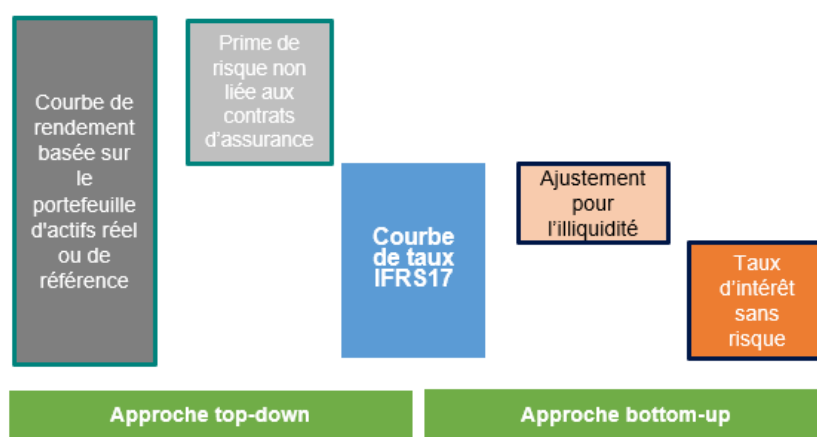 Courbe de
rendement
basée sur
le
portefeuille
d'actifs réel
ou de
référence
Prime de
risque non
liée aux
contrats
d’assurance
Courbe
de taux
IFRS17
Ajustement
pour
l’illiquidité
Taux
d’intérêt
sans
risque
Approche top-down
Approche bottom-up